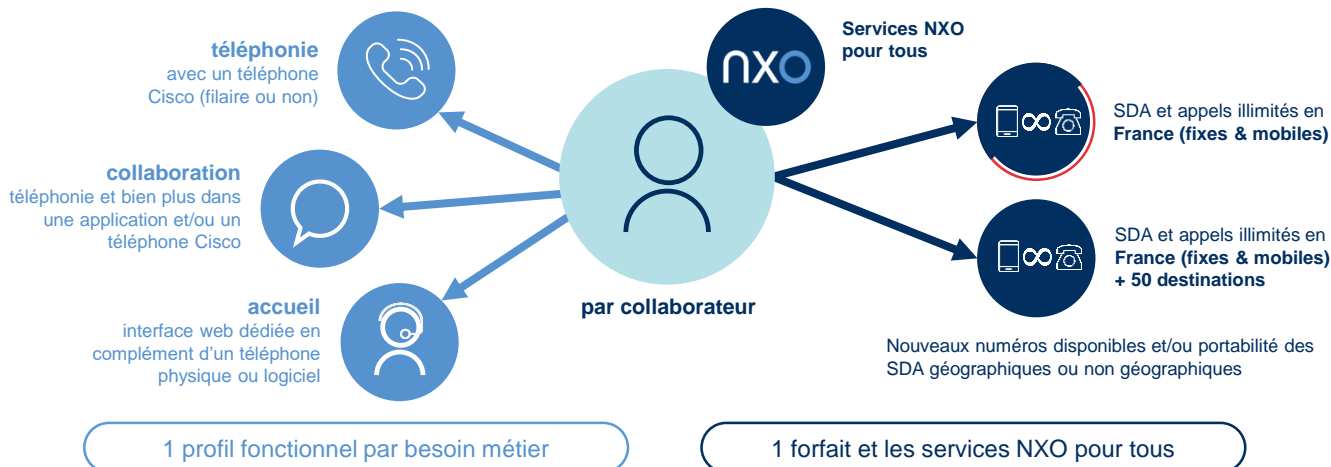 téléphonie
avec un téléphone
Cisco (filaire ou non)
collaboration
téléphonie et bien plus dans
une application et/ou un
téléphone Cisco
accueil
interface web dédiée en
complément d’un téléphone
physique ou logiciel
nxo
Services NXO
pour tous
par collaborateur
SDA et appels illimités en
France (fixes & mobiles)
SDA et appels illimités en
France (fixes & mobiles)
+ 50 destinations
Nouveaux numéros disponibles et/ou portabilité des
SDA géographiques ou non géographiques
1 profil fonctionnel par besoin métier
1 forfait et les services NXO pour tous